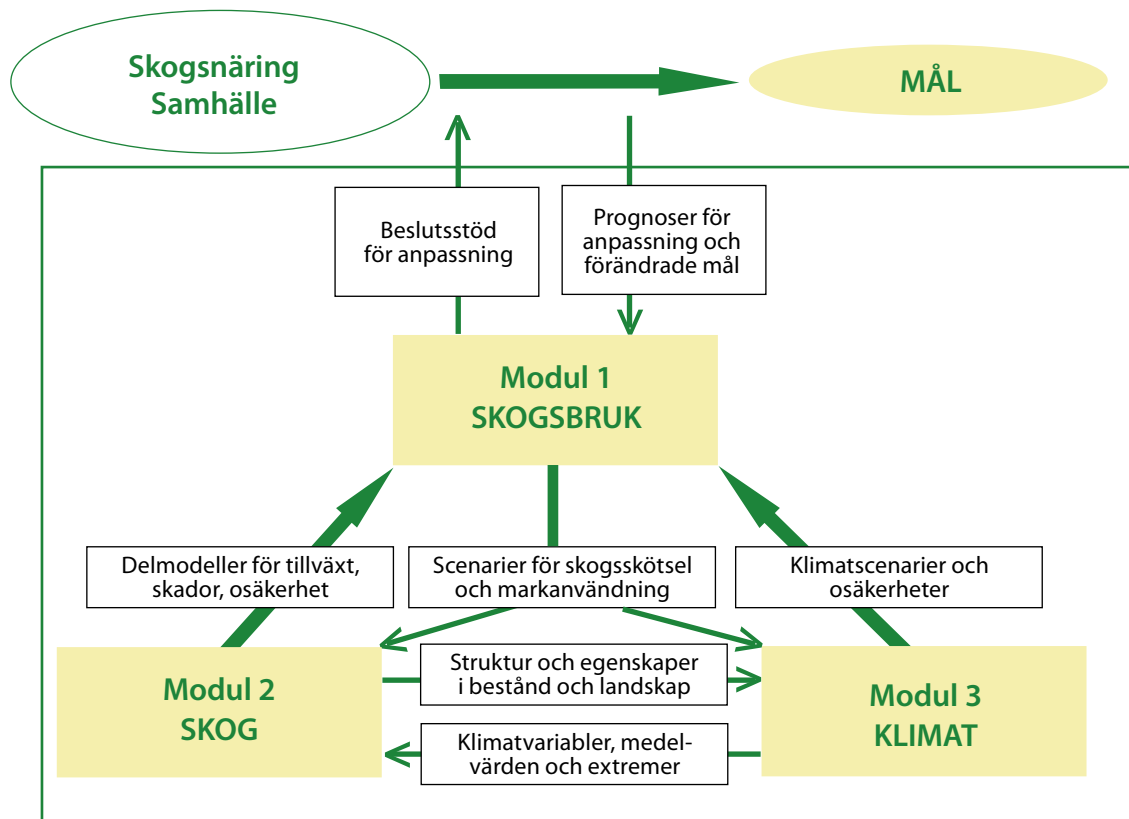 Skogsnäring
Samhälle
MÅL
Beslutsstöd
för anpassning
Prognoser för
anpassning och
förändrade mål
Modul 1
SKOGSBRUK
Delmodeller för tillväxt,
skador, osäkerhet
Scenarier för skogsskötsel
och markanvändning
Klimatscenarier och
osäkerheter
Modul 2
SKOG
Struktur och egenskaper
i bestånd och landskap
Klimatvariabler, medel-
värden och extremer
Modul 3
KLIMAT